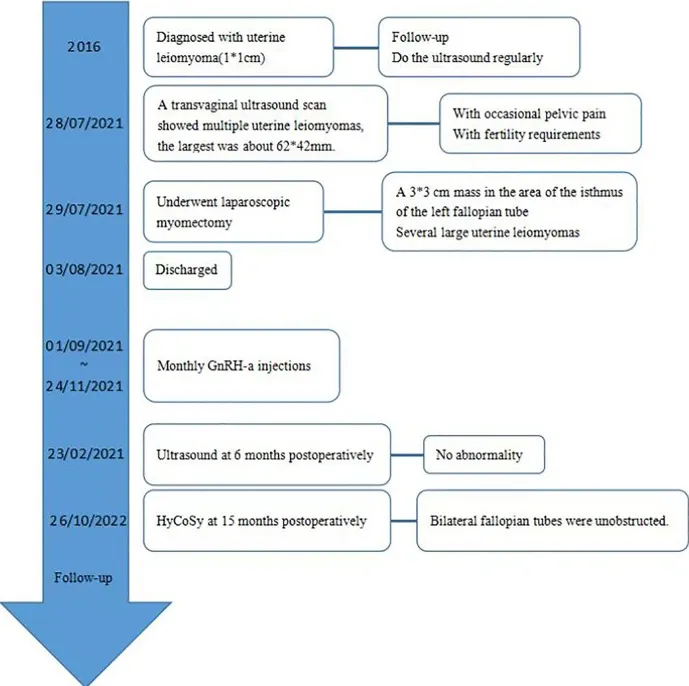 2016
Diagnosed with uterine
leiomyoma(1*1cm)
Follow-up
Do the ultrasound regularly
28/07/2021
A transvaginal ultrasound scan
showed multiple uterine leiomyomas,
the largest was about 62*42mm.
With occasional pelvic pain
With fertility requirements
29/07/2021
Underwent laparoscopic
myomectomy
A 3*3 cm mass in the area of the isthmus
of the left fallopian tube
Several large uterine leiomyomas
03/08/2021
Discharged
01/09/2021
~
24/11/2021
Monthly GnRH-a injections
23/02/2021
Ultrasound at 6 months postoperatively
No abnormality
26/10/2022
HyCoSy at 15 months postoperatively
Bilateral fallopian tubes were unobstructed.
Follow-up